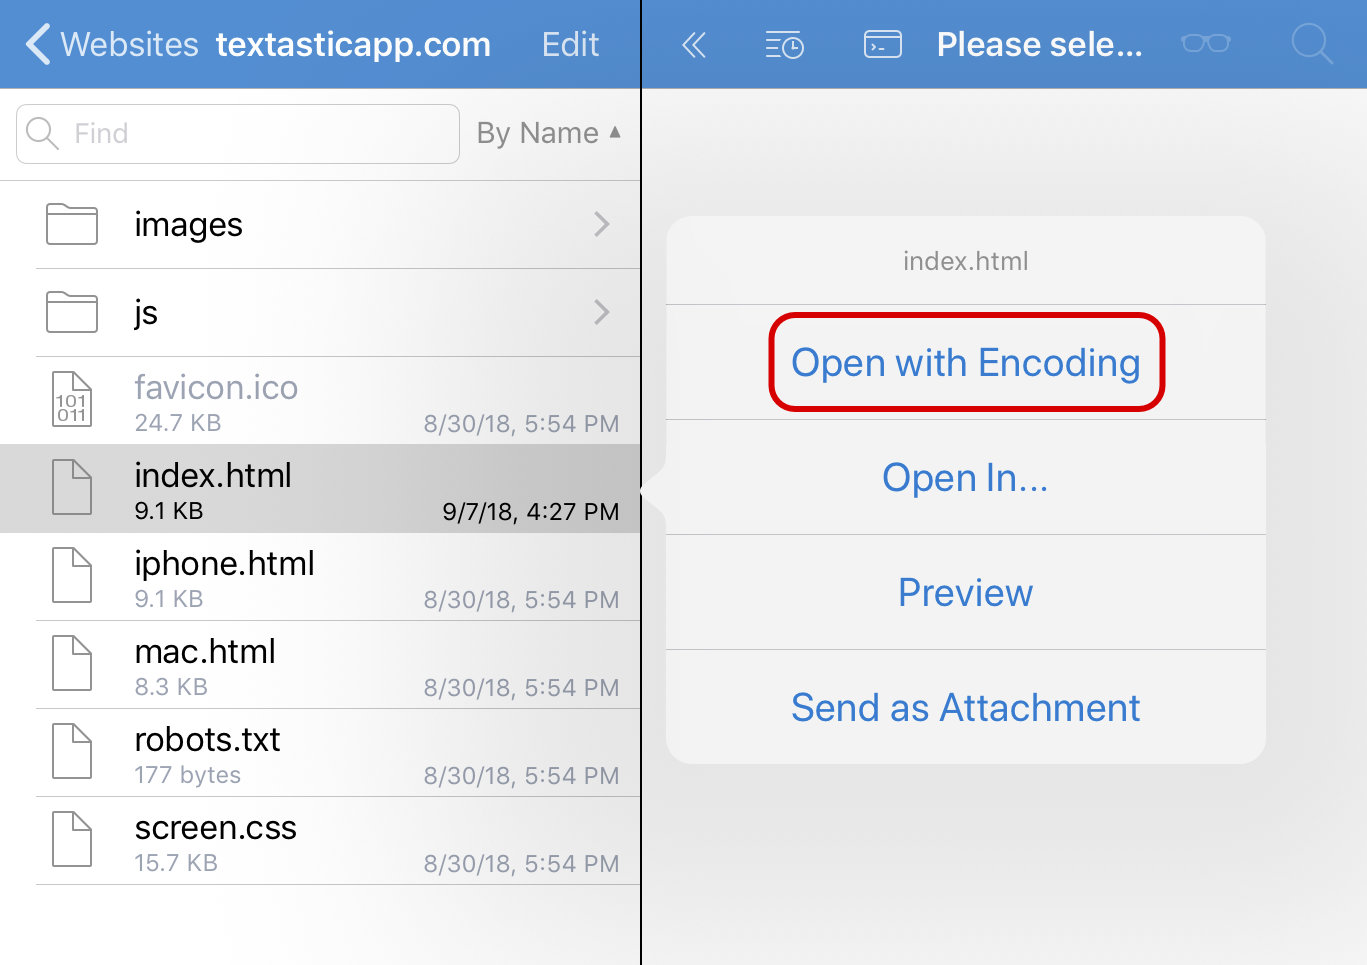 Websites textasticapp.com Edit
Please sele...
Find
By Name ▲
images
js
101
011
favicon.ico
24.7 KB 8/30/18, 5:54 PM
index.html
9.1 KB 9/7/18, 4:27 PM
iphone.html
9.1 KB 8/30/18, 5:54 PM
mac.html
8.3 KB 8/30/18, 5:54 PM
robots.txt
177 bytes 8/30/18, 5:54 PM
screen.css
15.7 KB 8/30/18, 5:54 PM
index.html
Open with Encoding
Open In...
Preview
Send as Attachment